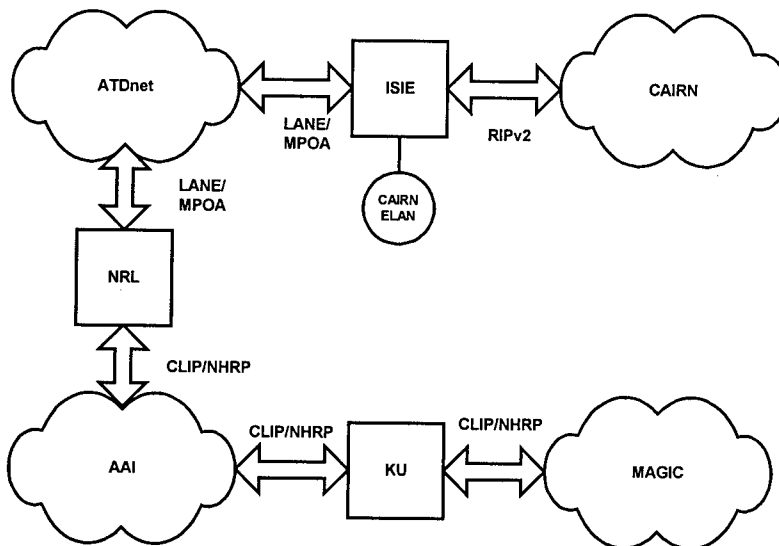 ATDnet
LANE/
MPOA
ISIE
RIPv2
CAIRN
CAIRN
ELAN
LANE/
MPOA
NRL
CLIP/NHRP
AAI
CLIP/NHRP
KU
CLIP/NHRP
MAGIC